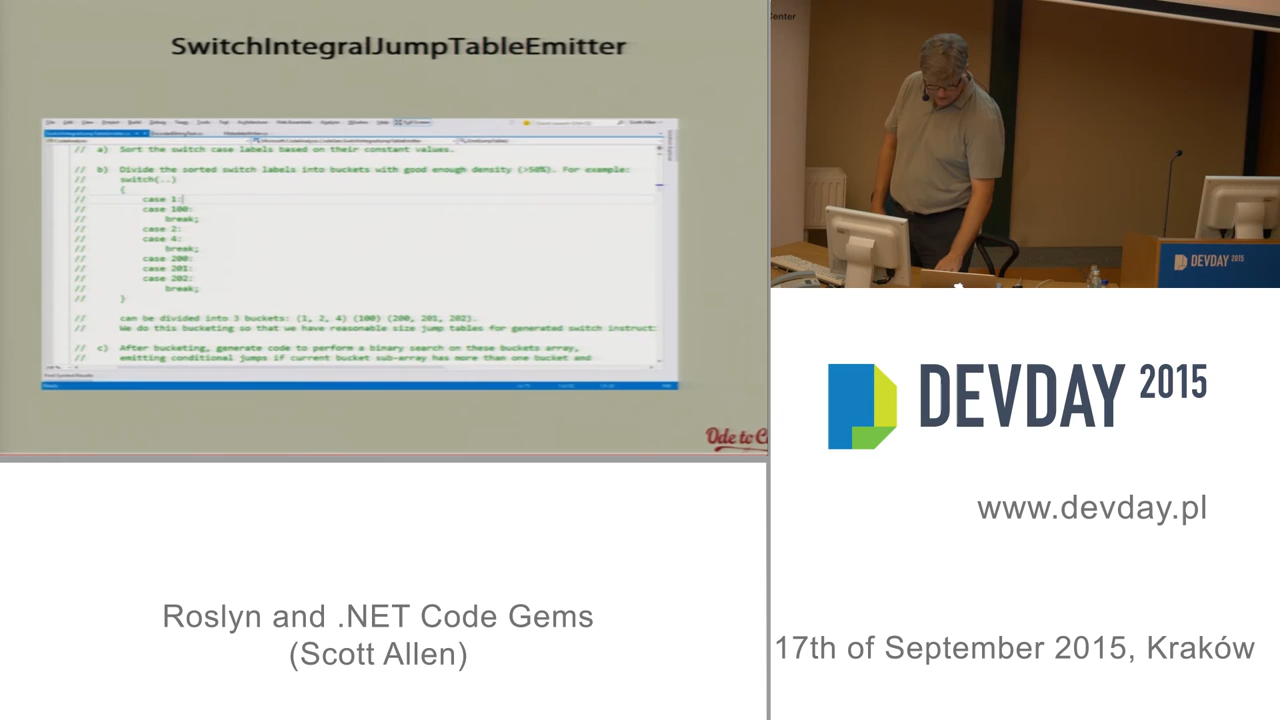 SwitchIntegralJumpTableEmitter
// a) Sort the switch case labels based on their constant values.
// b) Divide the sorted switch labels into buckets with good enough density (>50%). For example:
// switch(..)
// {
// case 1:
// case 100:
// break;
// case 2:
// case 4:
// break;
// case 200:
// case 201:
// case 202:
// break;
// }
// can be divided into 3 buckets: (1, 2, 4) (100) (200, 201, 202).
// We do this bucketing so that we have reasonable size jump tables for generated switch instruct
// c) After bucketing, generate code to perform a binary search on these buckets array,
// emitting conditional jumps if current bucket sub-array has more than one bucket and
Ode to C
Center
DEVDAY 2015
DEVDAY 2015
www.devday.pl
Roslyn and .NET Code Gems
(Scott Allen)
17th of September 2015, Kraków